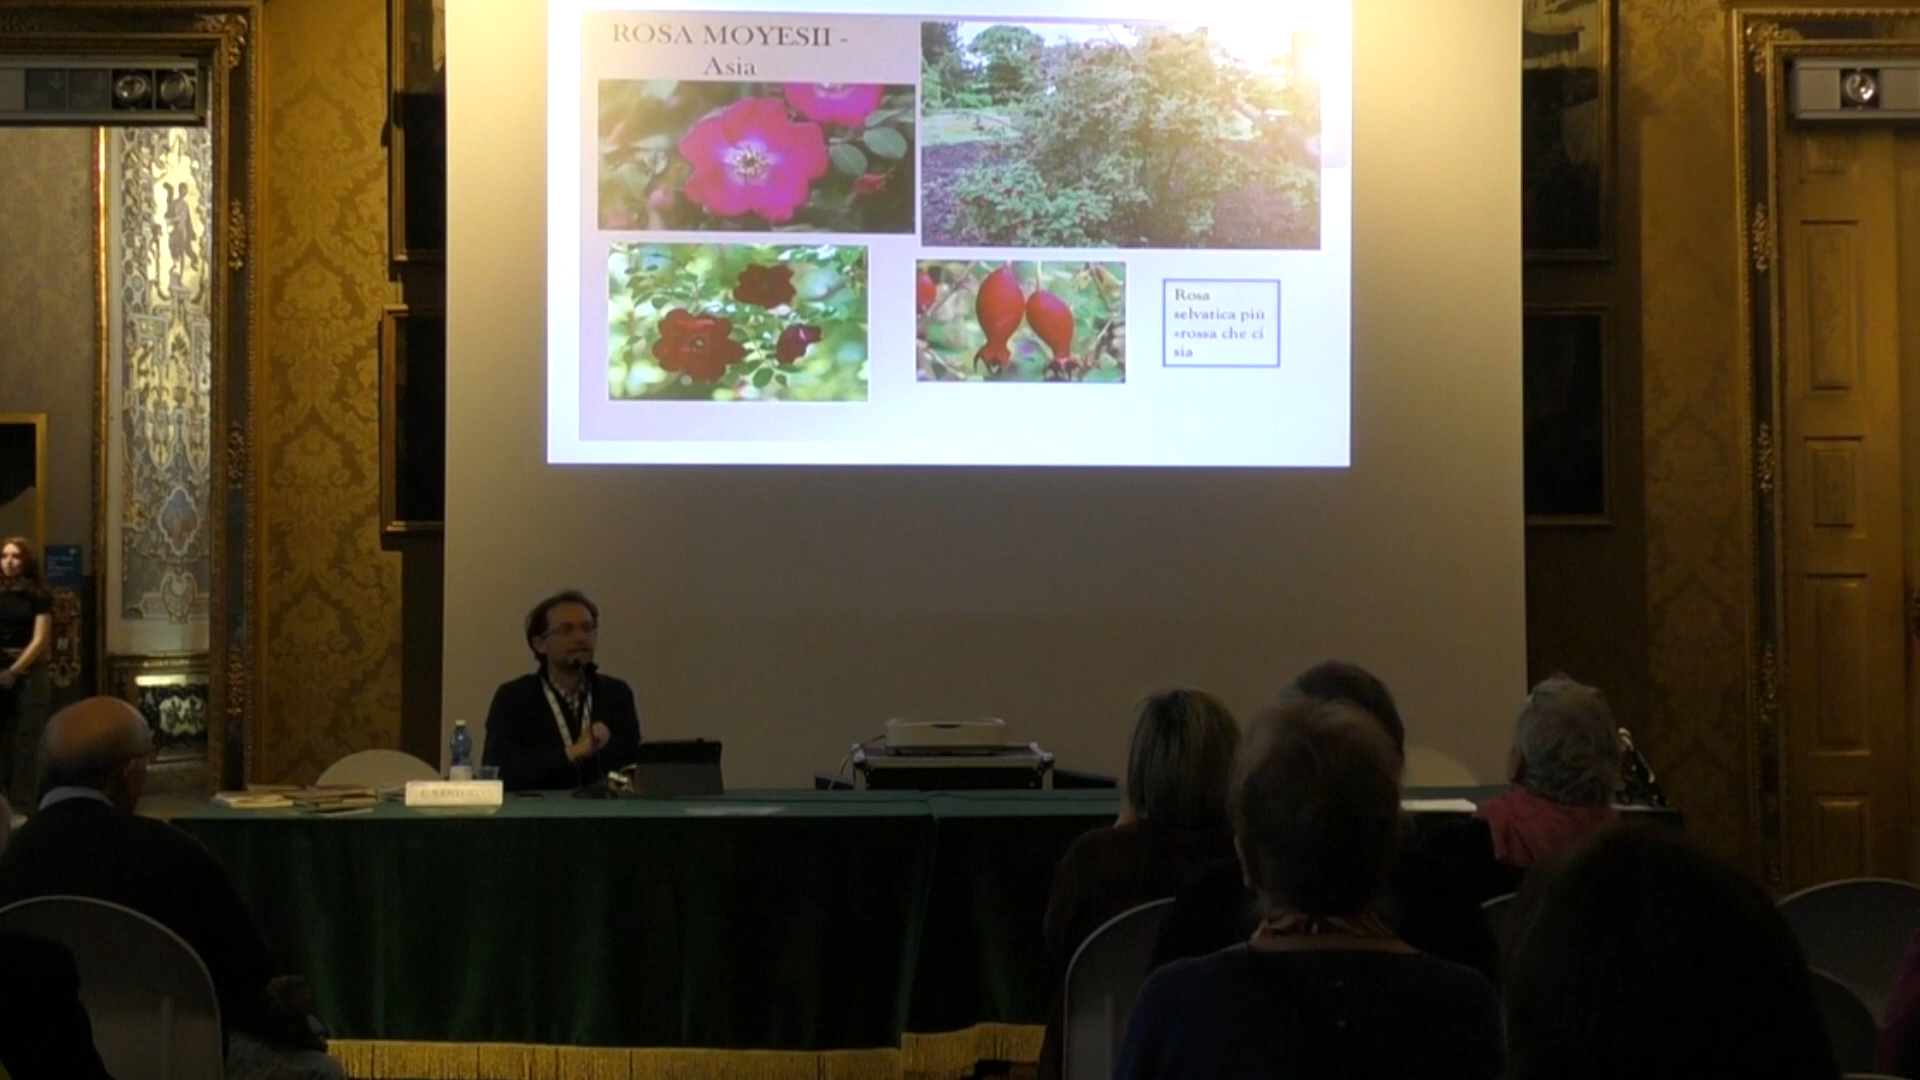 ROSA MOYESII -
Asia
Rosa
selvatica più
«rossa che ci
sia